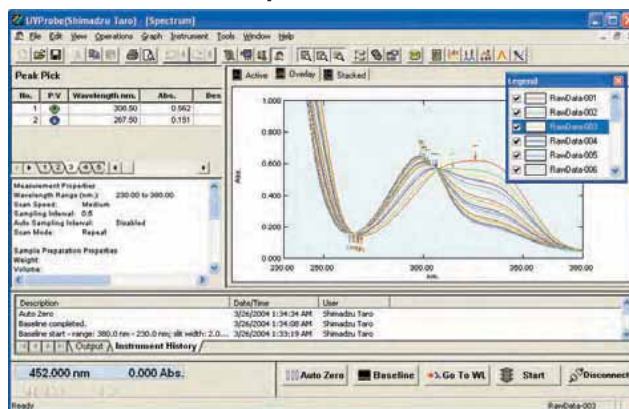 UVProbe(Shimadzu Taro) - [Spectrum]
File Edit View Operations Graph Instrument Tools Window Help
Peak Pick
No. P/V Wavelength nm. Abs. Des
1 308.50 0.562
2 267.50 0.151
1 2 3 4 5
Measurement Properties
Wavelength Range (nm.): 230.00 to 380.00
Scan Speed: Medium
Sampling Interval: 0.5
Auto Sampling Interval: Disabled
Scan Mode: Repeat
Sample Preparation Properties
Weight:
Volume:
Active Overlay Stacked
Legend
RawData-001
RawData-002
RawData-003
RawData-004
RawData-005
RawData-006
Abs.
1.000
0.800
0.600
0.400
0.200
0.000
230.00 250.00 300.00 350.00 380.00
nm.
Description Date/Time User
Auto Zero 3/26/2004 1:34:34 AM Shimadzu Taro
Baseline completed. 3/26/2004 1:34:08 AM Shimadzu Taro
Baseline start - range: 380.0 nm - 230.0 nm; slit width: 2.0... 3/26/2004 1:33:19 AM Shimadzu Taro
Output Instrument History
452.000 nm 0.000 Abs.
Auto Zero Baseline Go To WL Start Disconnect
Ready RawData-003